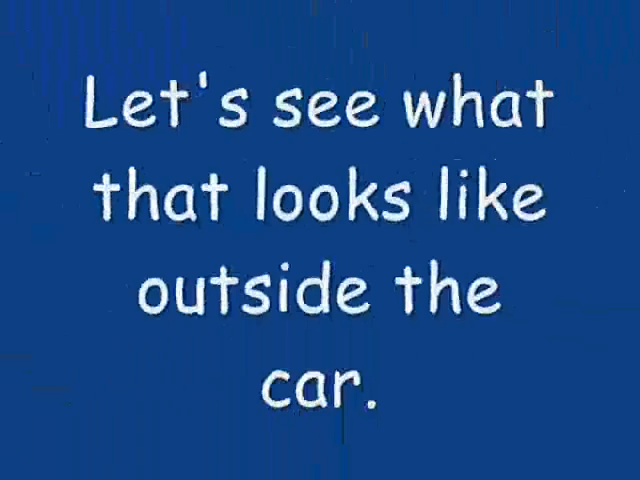 Let's see what
that looks like
outside the
car.